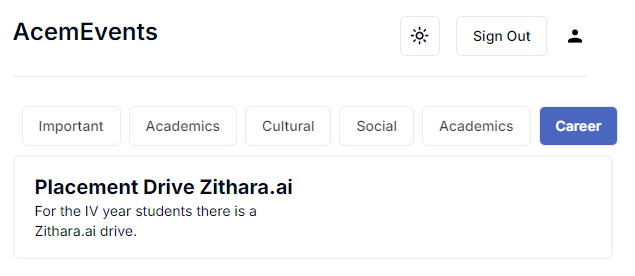 AcemEvents
Sign Out
Important Academics Cultural Social Academics Career
Placement Drive Zithara.ai
For the IV year students there is a
Zithara.ai drive.